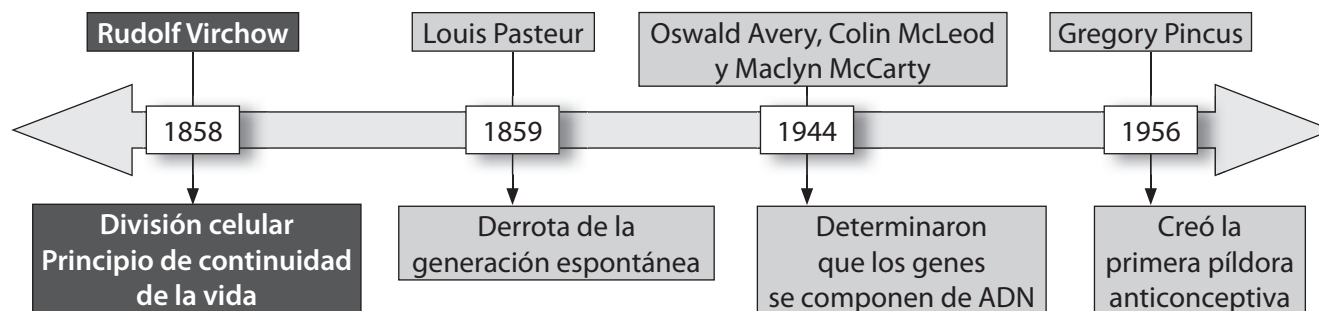 Rudolf Virchow
Louis Pasteur
Oswald Avery, Colin McLeod
y Maclyn McCarty
Gregory Pincus
1858
1859
1944
1956
División celular
Principio de continuidad
de la vida
Derrota de la
generación espontánea
Determinaron
que los genes
se componen de ADN
Creó la
primera píldora
anticonceptiva